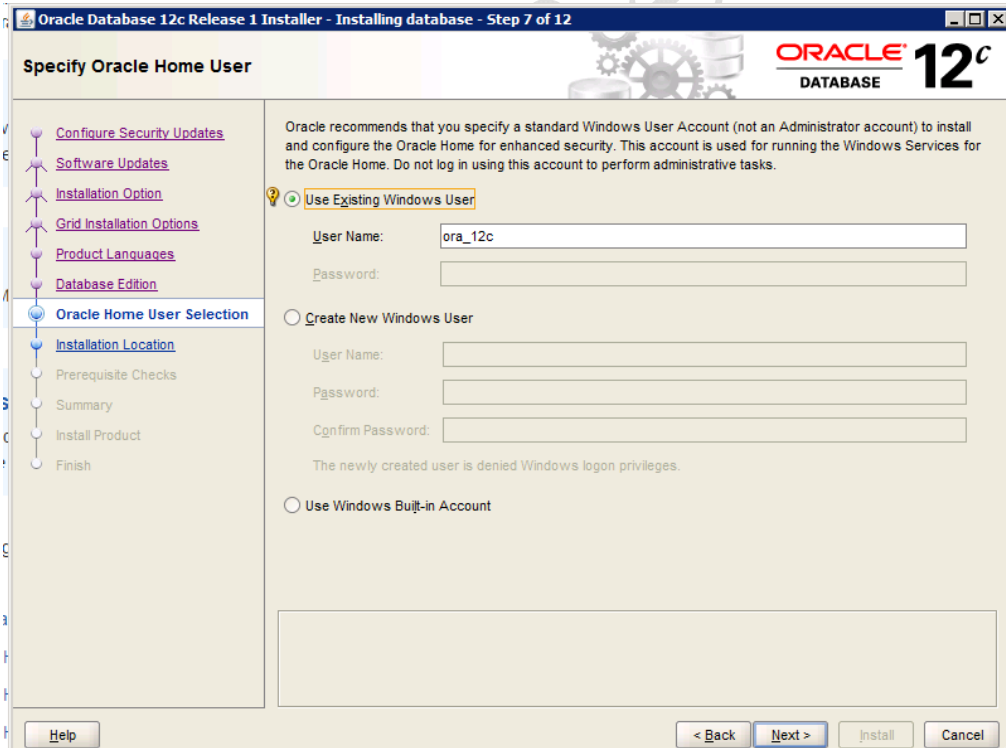 Oracle Database 12c Release 1 Installer - Installing database - Step 7 of 12
Specify Oracle Home User
ORACLE
DATABASE
12c
Configure Security Updates
Software Updates
Installation Option
Grid Installation Options
Product Languages
Database Edition
Oracle Home User Selection
Installation Location
Prerequisite Checks
Summary
Install Product
Finish
Oracle recommends that you specify a standard Windows User Account (not an Administrator account) to install
and configure the Oracle Home for enhanced security. This account is used for running the Windows Services for
the Oracle Home. Do not log in using this account to perform administrative tasks.
Use Existing Windows User
User Name: ora_12c
Password:
Create New Windows User
User Name:
Password:
Confirm Password:
The newly created user is denied Windows logon privileges.
Use Windows Built-in Account
Help
< Back
Next >
Install
Cancel